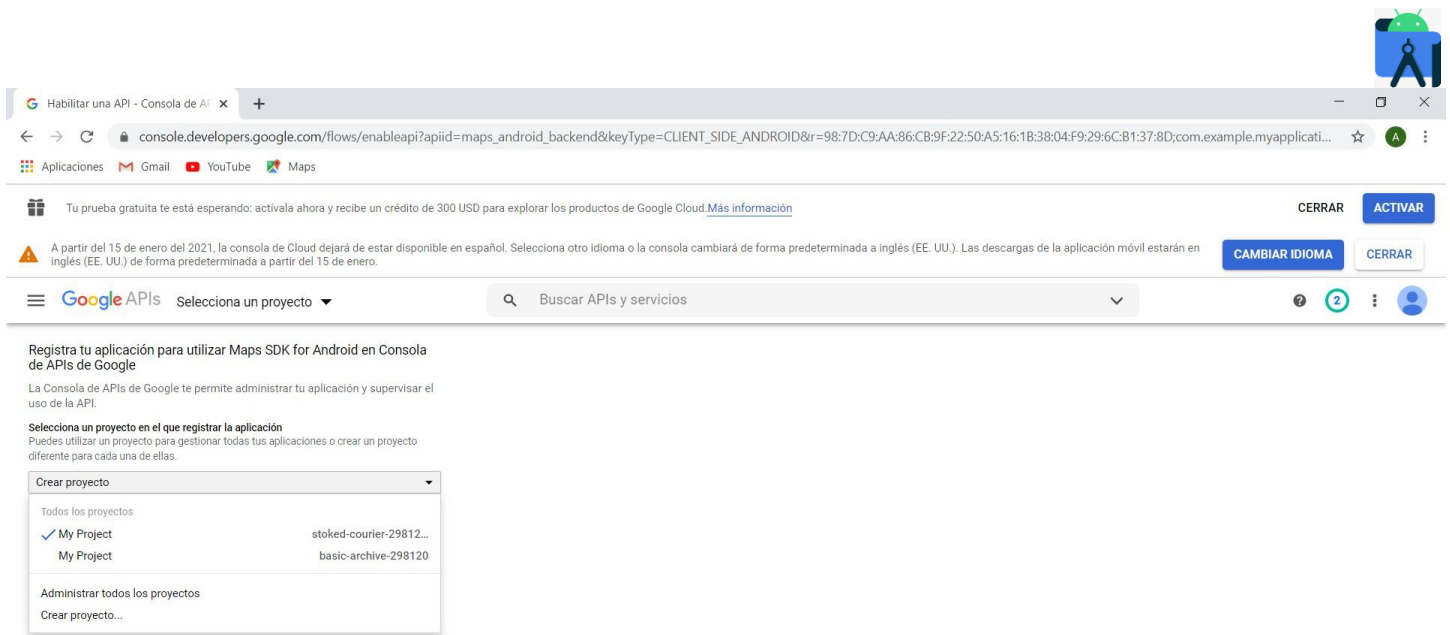 Habilitar una API - Consola de AI
console.developers.google.com/flows/enableapi?apiid=maps_android_backend&keyType=CLIENT_SIDE_ANDROID&r=98:7D:C9:AA:86:CB:9F:22:50:A5:16:1B:38:04:F9:29:6C:B1:37:8D;com.example.myapplicati...
A
Aplicaciones Gmail YouTube Maps
Tu prueba gratuita te está esperando: actívala ahora y recibe un crédito de 300 USD para explorar los productos de Google Cloud.Más información
CERRAR ACTIVAR
A partir del 15 de enero del 2021, la consola de Cloud dejará de estar disponible en español. Selecciona otro idioma o la consola cambiará de forma predeterminada a inglés (EE. UU.). Las descargas de la aplicación móvil estarán en
inglés (EE. UU.) de forma predeterminada a partir del 15 de enero.
CAMBIAR IDIOMA CERRAR
Google APIs Selecciona un proyecto Buscar APIs y servicios 2
Registra tu aplicación para utilizar Maps SDK for Android en Consola
de APIs de Google
La Consola de APIs de Google te permite administrar tu aplicación y supervisar el
uso de la API.
Selecciona un proyecto en el que registrar la aplicación
Puedes utilizar un proyecto para gestionar todas tus aplicaciones o crear un proyecto
diferente para cada una de ellas.
Crear proyecto
Todos los proyectos
My Project stoked-courier-29812...
My Project basic-archive-298120
Administrar todos los proyectos
Crear proyecto...